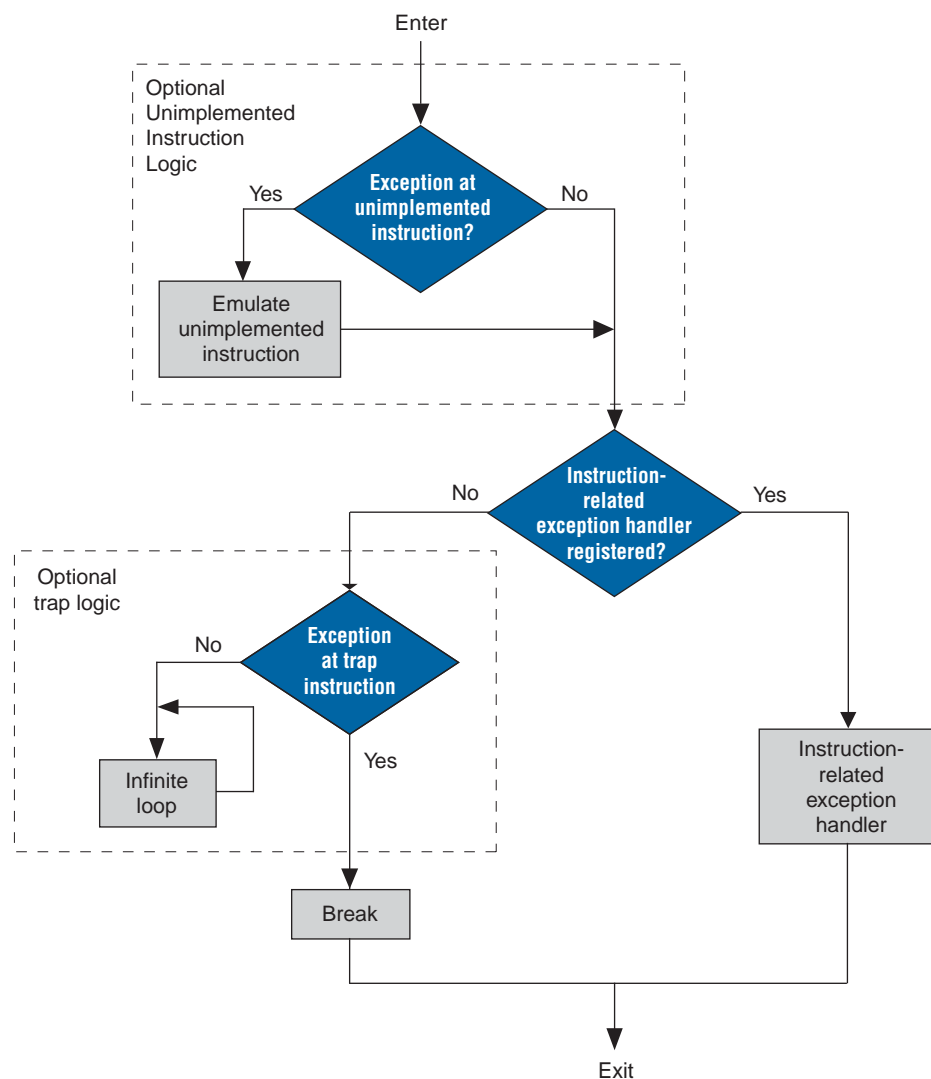 Enter
Optional
Unimplemented
Instruction
Logic
Yes
Exception at
unimplemented
instruction?
No
Emulate
unimplemented
instruction
No
Instruction-
related
exception handler
registered?
Yes
Optional
trap logic
No
Exception
at trap
instruction
Yes
Infinite
loop
Instruction-
related
exception
handler
Break
Exit